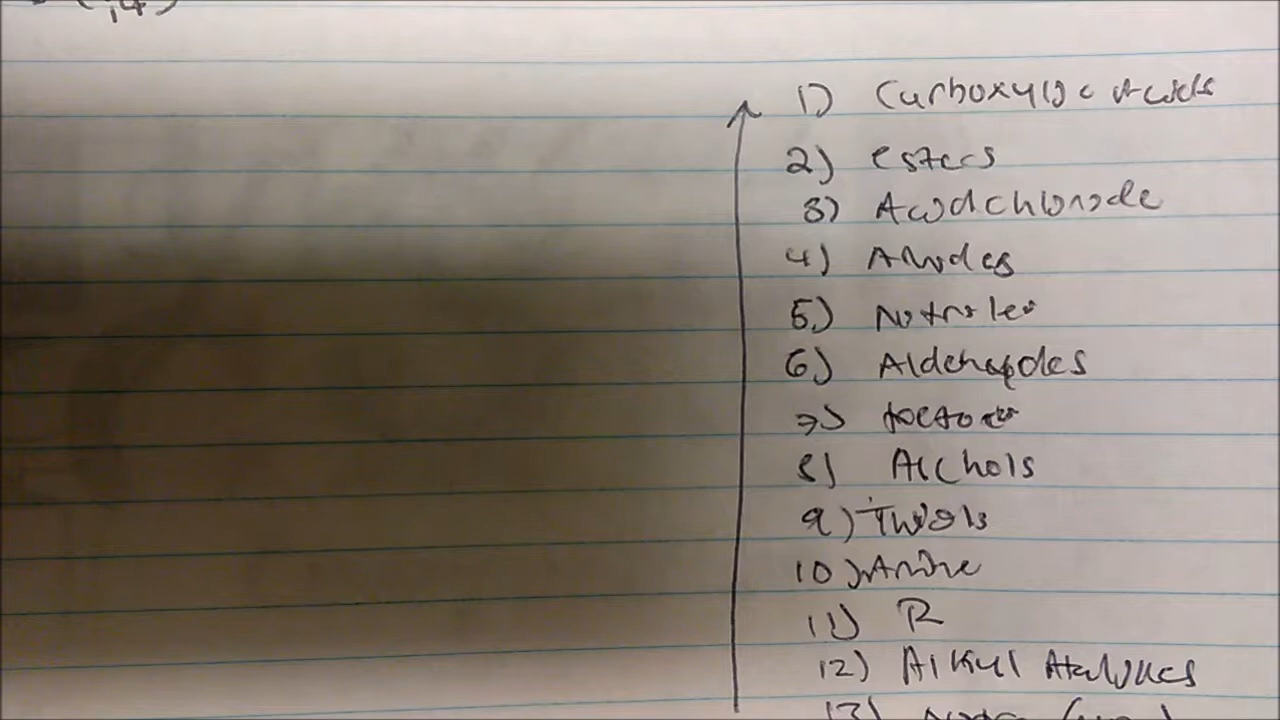 1) Carboxylic Acids
2) esters
3) Acid chloride
4) Amides
5) Nitriles
6) Aldehydes
7) ketones
8) Alchols
9) Thiols
10) Amine
11) R
12) Alkyl
13)